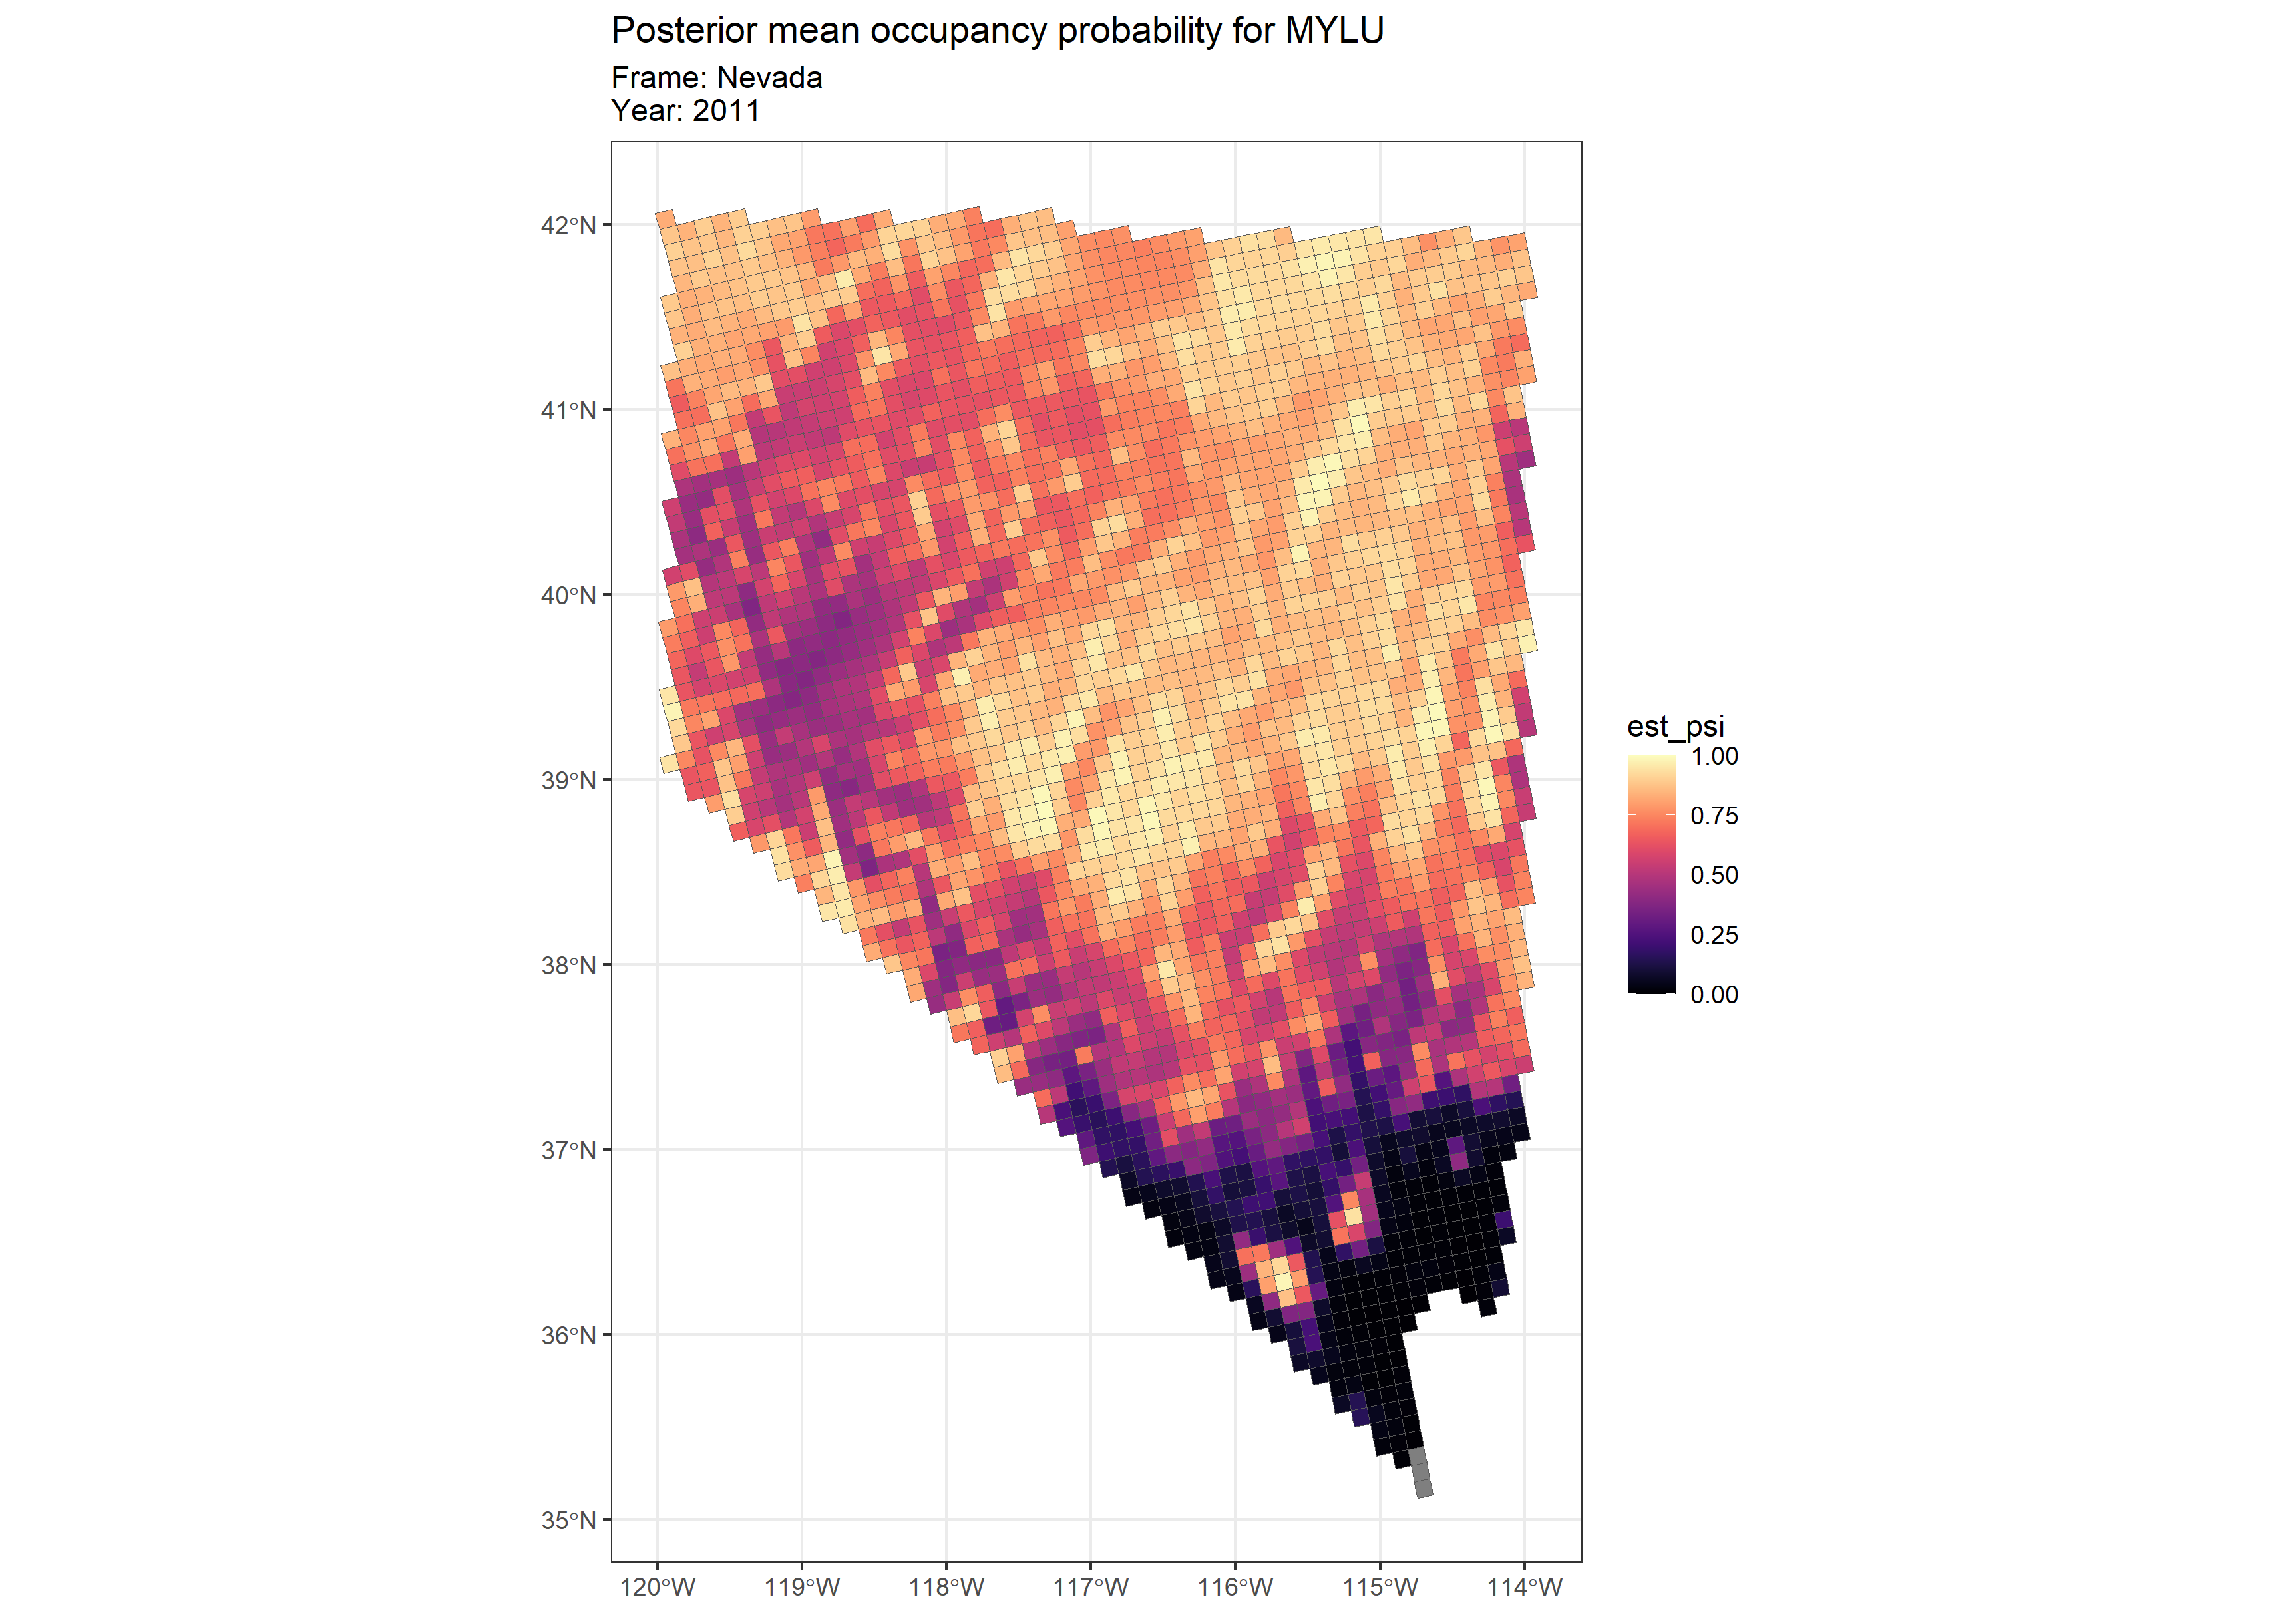 Posterior mean occupancy probability for MYLU
Frame: Nevada
Year: 2011
42°N
41°N
40°N
39°N
38°N
37°N
36°N
35°N
120°W 119°W 118°W 117°W 116°W 115°W 114°W
est_psi
1.00
0.75
0.50
0.25
0.00